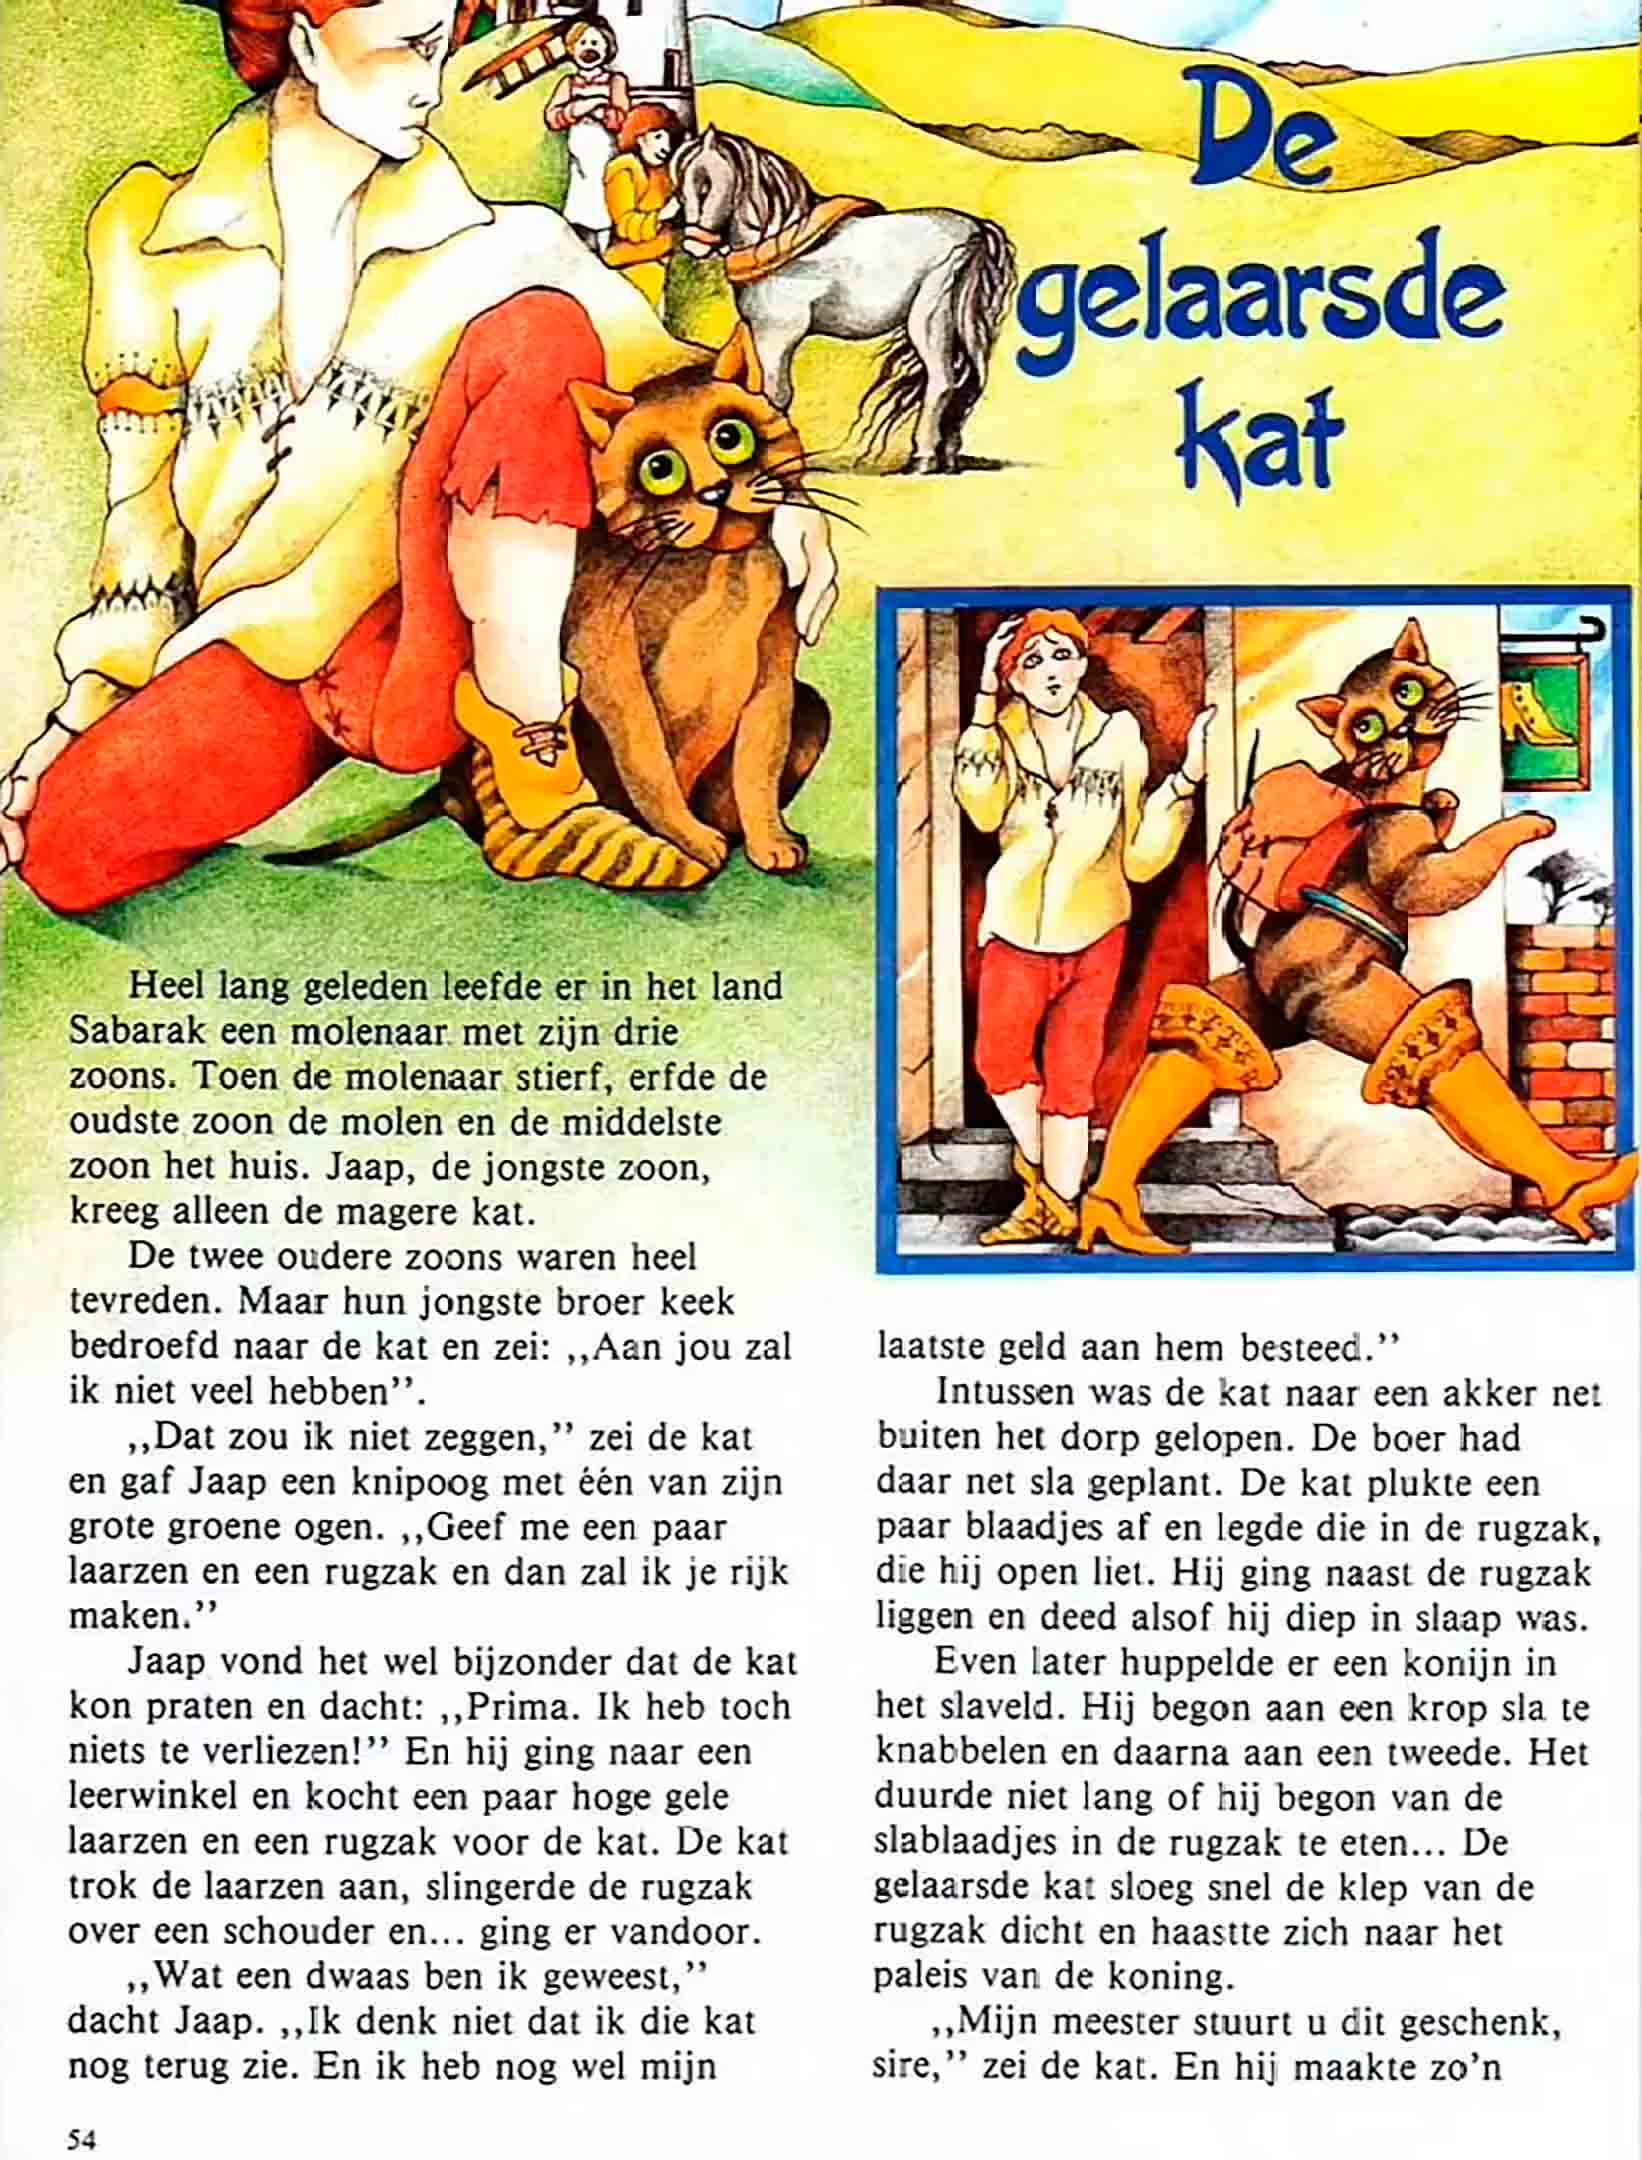 De
gelaarsde
kat
Heel lang geleden leefde er in het land
Sabarak een molenaar met zijn drie
zoons. Toen de molenaar stierf, erfde de
oudste zoon de molen en de middelste
zoon het huis. Jaap, de jongste zoon,
kreeg alleen de magere kat.
De twee oudere zoons waren heel
tevreden. Maar hun jongste broer keek
bedroefd naar de kat en zei: ,,Aan jou zal
ik niet veel hebben’’.
,,Dat zou ik niet zeggen,’’ zei de kat
en gaf Jaap een knipoog met één van zijn
grote groene ogen. ,,Geef me een paar
laarzen en een rugzak en dan zal ik je rijk
maken.’’
Jaap vond het wel bijzonder dat de kat
kon praten en dacht: ,,Prima. Ik heb toch
niets te verliezen!’’ En hij ging naar een
leerwinkel en kocht een paar hoge gele
laarzen en een rugzak voor de kat. De kat
trok de laarzen aan, slingerde de rugzak
over een schouder en... ging er vandoor.
,,Wat een dwaas ben ik geweest,’’
dacht Jaap. ,,Ik denk niet dat ik die kat
nog terug zie. En ik heb nog wel mijn
laatste geld aan hem besteed.’’
Intussen was de kat naar een akker net
buiten het dorp gelopen. De boer had
daar net sla geplant. De kat plukte een
paar blaadjes af en legde die in de rugzak,
die hij open liet. Hij ging naast de rugzak
liggen en deed alsof hij diep in slaap was.
Even later huppelde er een konijn in
het slaveld. Hij begon aan een krop sla te
knabbelen en daarna aan een tweede. Het
duurde niet lang of hij begon van de
slablaadjes in de rugzak te eten... De
gelaarsde kat sloeg snel de klep van de
rugzak dicht en haastte zich naar het
paleis van de koning.
,,Mijn meester stuurt u dit geschenk,
sire,’’ zei de kat. En hij maakte zo’n
54